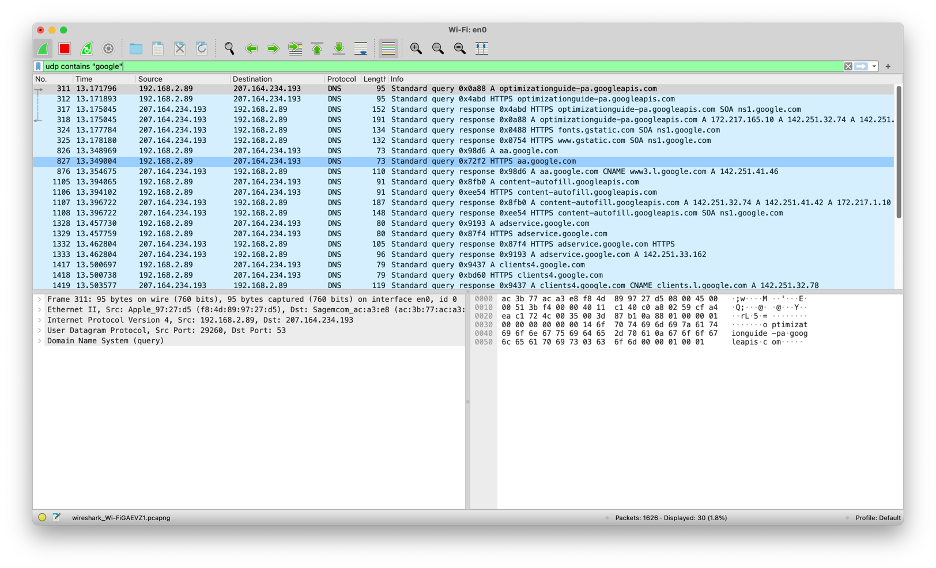 Wi-Fi: en0
udp contains "google"
No. Time Source Destination Protocol Length Info
311 13.171796 192.168.2.89 207.164.234.193 DNS 95 Standard query 0x0a88 A optimizationguide-pa.googleapis.com
312 13.171893 192.168.2.89 207.164.234.193 DNS 95 Standard query 0x4abd HTTPS optimizationguide-pa.googleapis.com
317 13.175045 207.164.234.193 192.168.2.89 DNS 152 Standard query response 0x4abd HTTPS optimizationguide-pa.googleapis.com SOA ns1.google.com
318 13.175045 207.164.234.193 192.168.2.89 DNS 191 Standard query response 0x0a88 A optimizationguide-pa.googleapis.com A 172.217.165.10 A 142.251.32.74 A 142.251.
324 13.177784 207.164.234.193 192.168.2.89 DNS 134 Standard query response 0x0488 HTTPS fonts.gstatic.com SOA ns1.google.com
325 13.178180 207.164.234.193 192.168.2.89 DNS 132 Standard query response 0x0754 HTTPS www.gstatic.com SOA ns1.google.com
826 13.348969 192.168.2.89 207.164.234.193 DNS 73 Standard query 0x98d6 A aa.google.com
827 13.349004 192.168.2.89 207.164.234.193 DNS 73 Standard query 0x72f2 HTTPS aa.google.com
876 13.354675 207.164.234.193 192.168.2.89 DNS 110 Standard query response 0x98d6 A aa.google.com CNAME www3.l.google.com A 142.251.41.46
1105 13.394065 192.168.2.89 207.164.234.193 DNS 91 Standard query 0x8fb0 A content-autofill.googleapis.com
1106 13.394102 192.168.2.89 207.164.234.193 DNS 91 Standard query 0xee54 HTTPS content-autofill.googleapis.com
1107 13.396722 207.164.234.193 192.168.2.89 DNS 187 Standard query response 0x8fb0 A content-autofill.googleapis.com A 142.251.32.74 A 142.251.41.42 A 172.217.1.10
1108 13.396722 207.164.234.193 192.168.2.89 DNS 148 Standard query response 0xee54 HTTPS content-autofill.googleapis.com SOA ns1.google.com
1328 13.457730 192.168.2.89 207.164.234.193 DNS 80 Standard query 0x9193 A adservice.google.com
1329 13.457759 192.168.2.89 207.164.234.193 DNS 80 Standard query 0x87f4 HTTPS adservice.google.com
1332 13.462804 207.164.234.193 192.168.2.89 DNS 105 Standard query response 0x87f4 HTTPS adservice.google.com HTTPS
1333 13.462804 207.164.234.193 192.168.2.89 DNS 96 Standard query response 0x9193 A adservice.google.com A 142.251.33.162
1417 13.500697 192.168.2.89 207.164.234.193 DNS 79 Standard query 0x9437 A clients4.google.com
1418 13.500738 192.168.2.89 207.164.234.193 DNS 79 Standard query 0xbd60 HTTPS clients4.google.com
1419 13.503577 207.164.234.193 192.168.2.89 DNS 119 Standard query response 0x9437 A clients4.google.com CNAME clients.l.google.com A 142.251.32.78
Frame 311: 95 bytes on wire (760 bits), 95 bytes captured (760 bits) on interface en0, id 0
Ethernet II, Src: Apple_97:27:d5 (f8:4d:89:97:27:d5), Dst: Sagemcom_ac:a3:e8 (ac:3b:77:ac:a3:
Internet Protocol Version 4, Src: 192.168.2.89, Dst: 207.164.234.193
User Datagram Protocol, Src Port: 29260, Dst Port: 53
Domain Name System (query)
0000 ac 3b 77 ac a3 e8 f8 4d 89 97 27 d5 08 00 45 00 ·;w····M ··'···E·
0010 00 51 3b f4 00 00 40 11 c1 40 c0 a8 02 59 cf a4 ·Q;···@· ·@···Y··
0020 ea c1 72 4c 00 35 00 3d 87 b1 0a 88 01 00 00 01 ··rL·5·= ········
0030 00 00 00 00 00 00 14 6f 70 74 69 6d 69 7a 61 74 ·······o ptimizat
0040 69 6f 6e 67 75 69 64 65 2d 70 61 0a 67 6f 6f 67 ionguide -pa·goog
0050 6c 65 61 70 69 73 03 63 6f 6d 00 00 01 00 01 leapis·c om·····
wireshark_Wi-FiGAEVZ1.pcapng
Packets: 1626 · Displayed: 30 (1.8%)
Profile: Default